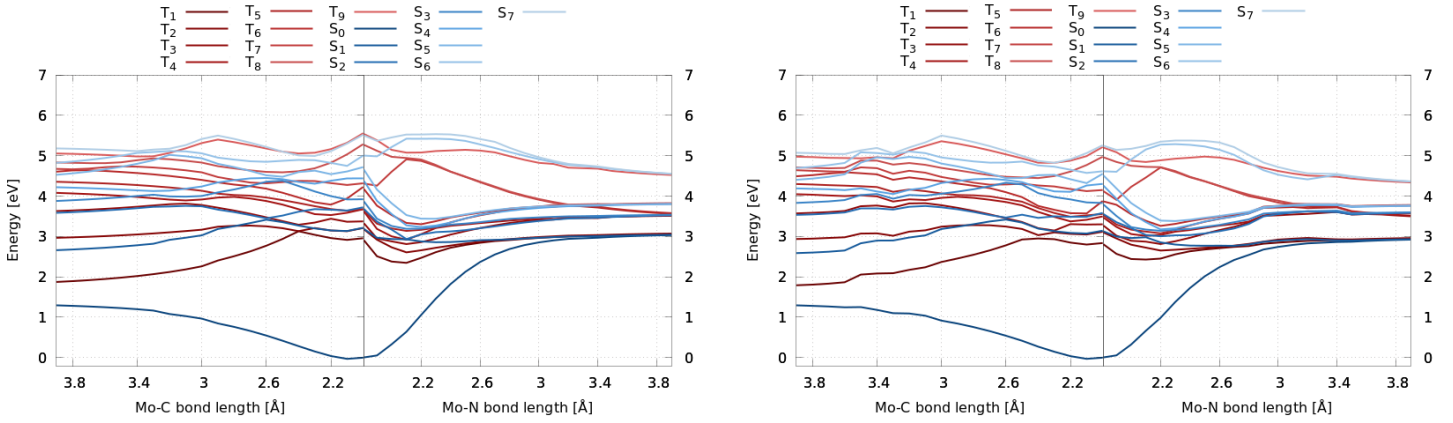 T1 T5 T9 S3 S7
T2 T6 S0 S4
T3 T7 S1 S5
T4 T8 S2 S6
7 7
6 6
5 5
4 4
3 3
2 2
1 1
0 0
Energy [eV]
3.8 3.4 3 2.6 2.2 2.2 2.6 3 3.4 3.8
Mo-C bond length [Å] Mo-N bond length [Å]
T1 T5 T9 S3 S7
T2 T6 S0 S4
T3 T7 S1 S5
T4 T8 S2 S6
7 7
6 6
5 5
4 4
3 3
2 2
1 1
0 0
Energy [eV]
3.8 3.4 3 2.6 2.2 2.2 2.6 3 3.4 3.8
Mo-C bond length [Å] Mo-N bond length [Å]